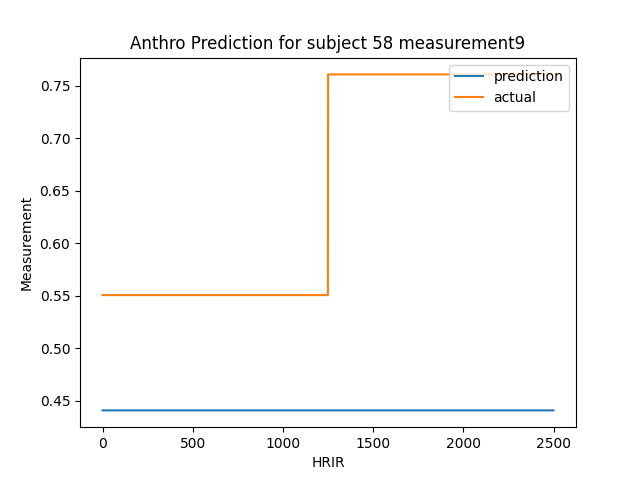 Anthro Prediction for subject 58 measurement9
prediction
actual
0.75
0.70
0.65
0.60
0.55
0.50
0.45
Measurement
0 500 1000 1500 2000 2500
HRIR